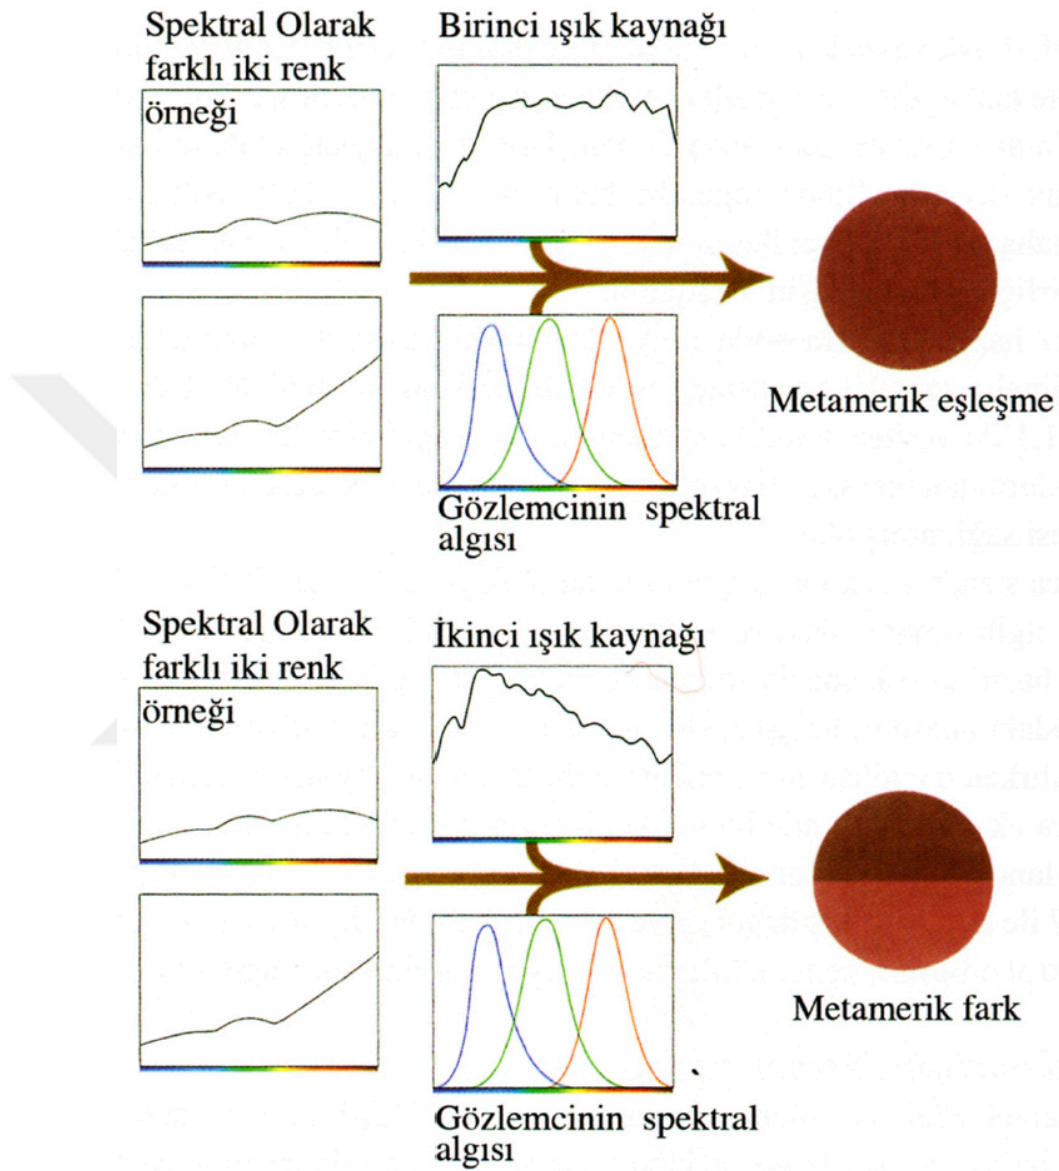 Spektral Olarak
farklı iki renk
örneği
Birinci ışık kaynağı
Metamerik eşleşme
Gözlemcinin spektral
algısı
Spektral Olarak
farklı iki renk
örneği
İkinci ışık kaynağı
Metamerik fark
Gözlemcinin spektral
algısı